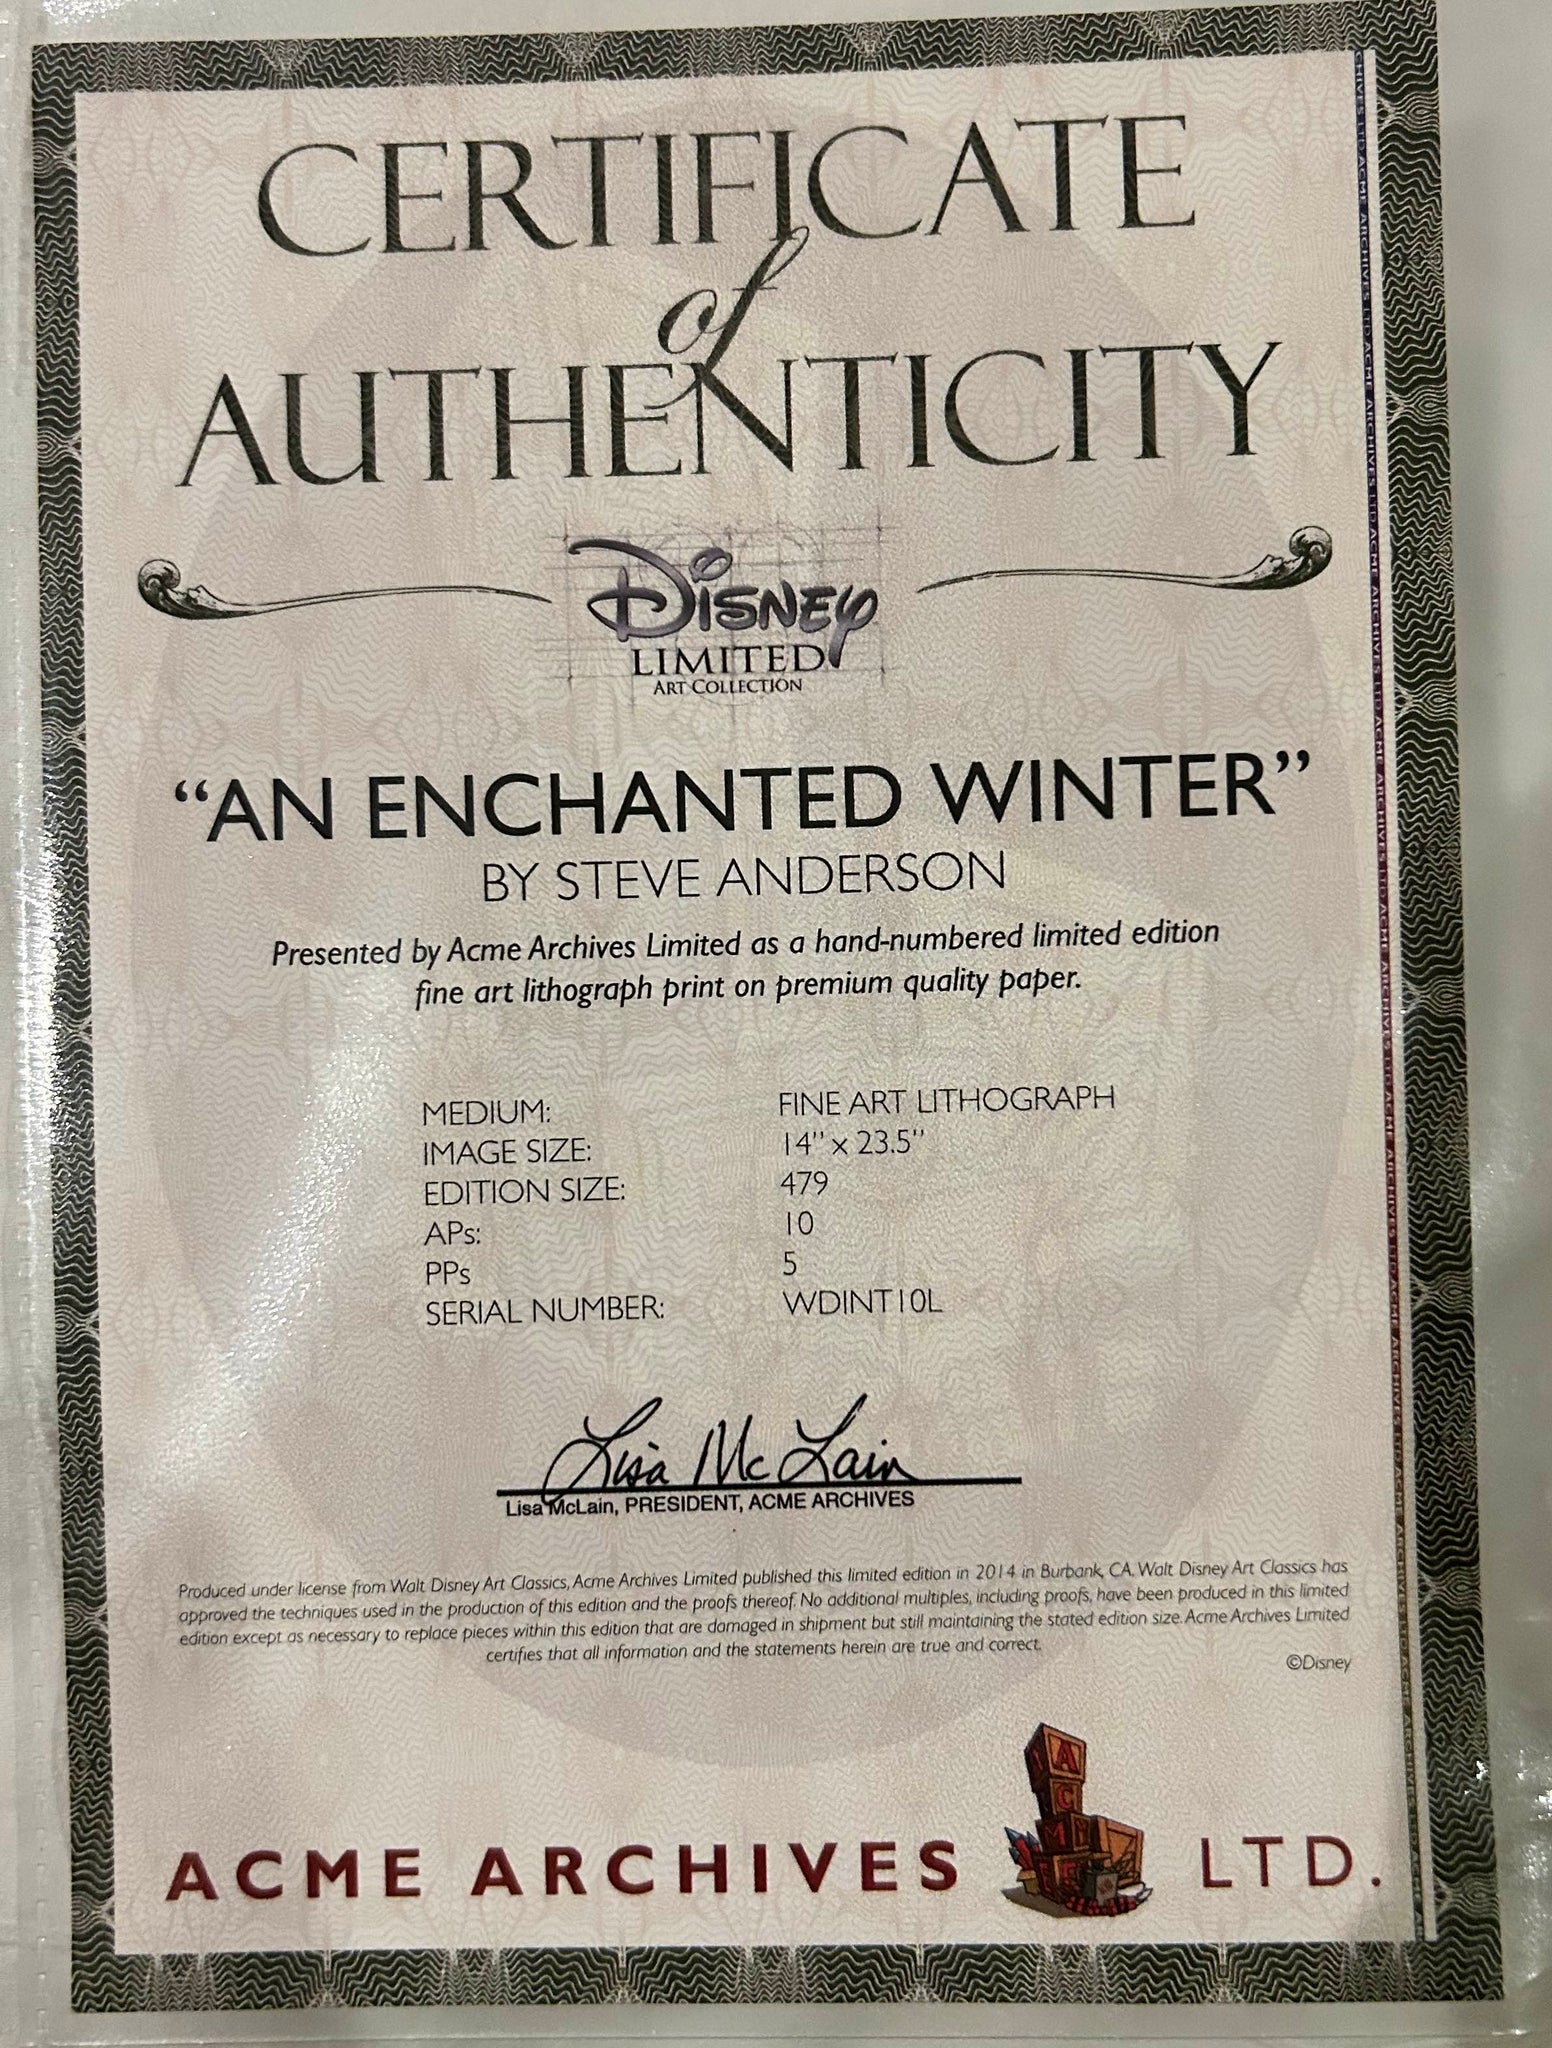 CERTIFICATE
of
AUTHENTICITY
DISNEY
LIMITED
ART COLLECTION
"AN ENCHANTED WINTER"
BY STEVE ANDERSON
Presented by Acme Archives Limited as a hand-numbered limited edition
fine art lithograph print on premium quality paper.
MEDIUM: FINE ART LITHOGRAPH
IMAGE SIZE: 14" x 23.5"
EDITION SIZE: 479
APs: 10
PPs 5
SERIAL NUMBER: WDINT10L
Lisa McLain
Lisa McLain, PRESIDENT, ACME ARCHIVES
Produced under license from Walt Disney Art Classics, Acme Archives Limited published this limited edition in 2014 in Burbank, CA. Walt Disney Art Classics has
approved the techniques used in the production of this edition and the proofs thereof. No additional multiples, including proofs, have been produced in this limited
edition except as necessary to replace pieces within this edition that are damaged in shipment but still maintaining the stated edition size. Acme Archives Limited
certifies that all information and the statements herein are true and correct.
©Disney
ACME
ACME ARCHIVES LTD.